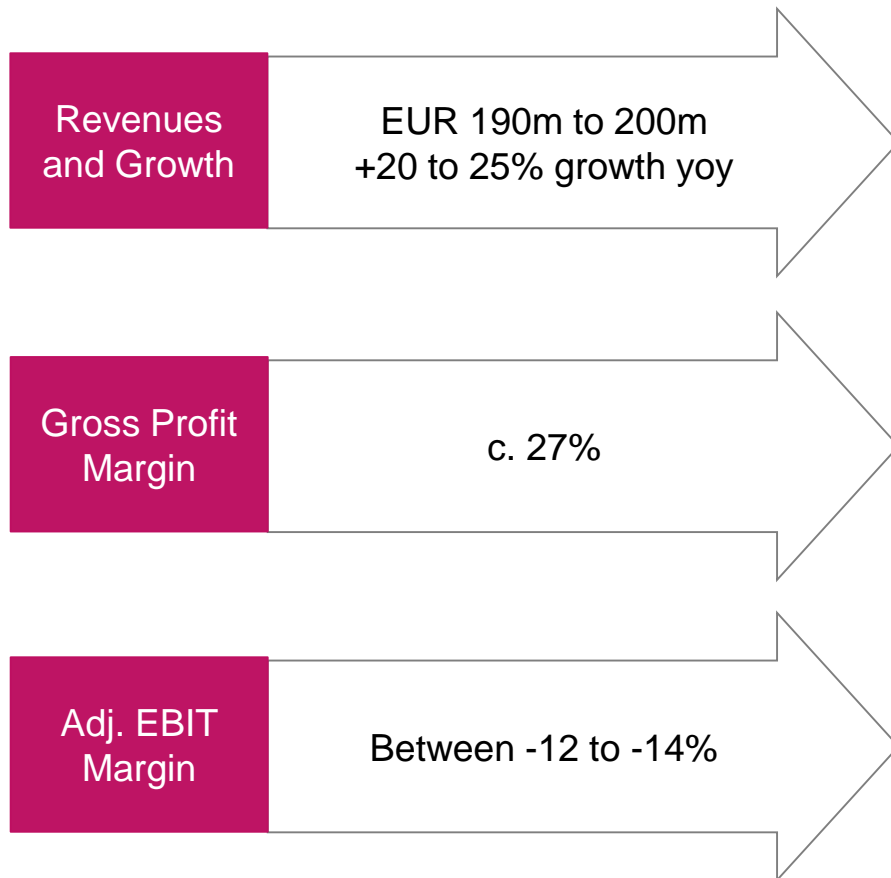 Revenues
and Growth
EUR 190m to 200m
+20 to 25% growth yoy
Gross Profit
Margin
c. 27%
Adj. EBIT
Margin
Between -12 to -14%